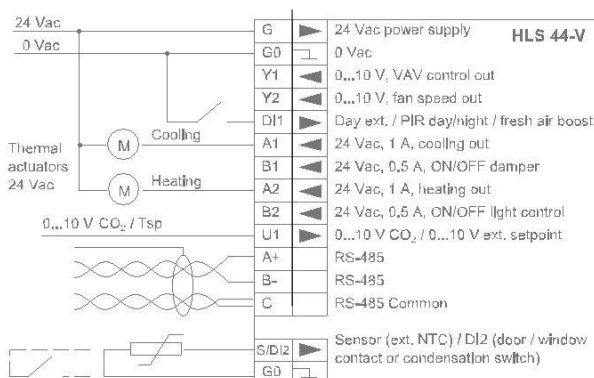 24 Vac
G
24 Vac power supply
HLS 44-V
0 Vac
G0
0 Vac
Y1
0...10 V, VAV control out
Y2
0...10 V, fan speed out
DI1
Day ext. / PIR day/night / fresh air boost
Thermal
actuators
24 Vac
M
Cooling
A1
24 Vac, 1 A, cooling out
B1
24 Vac, 0,5 A, ON/OFF damper
M
Heating
A2
24 Vac, 1 A, heating out
B2
24 Vac, 0,5 A, ON/OFF light control
0...10 V CO₂ / Tsp
U1
0...10 V CO₂ / 0...10 V ext. setpoint
A+
RS-485
B-
RS-485
C
RS-485 Common
S/DI2
Sensor (ext. NTC) / DI2 (door / window
contact or condensation switch)
G0